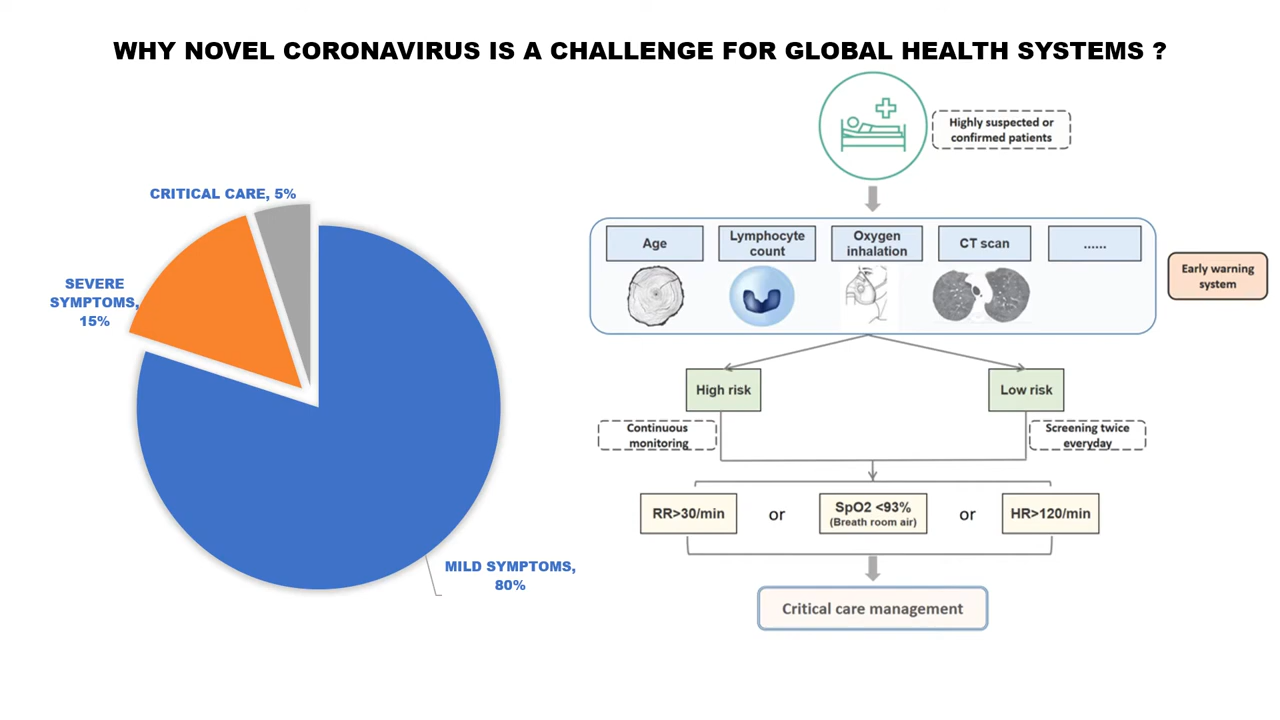 WHY NOVEL CORONAVIRUS IS A CHALLENGE FOR GLOBAL HEALTH SYSTEMS ?
CRITICAL CARE, 5%
SEVERE
SYMPTOMS,
15%
MILD SYMPTOMS,
80%
Highly suspected or
confirmed patients
Age
Lymphocyte
count
Oxygen
inhalation
CT scan
......
Early warning
system
High risk
Low risk
Continuous
monitoring
Screening twice
everyday
RR>30/min
or
SpO2 <93%
(Breath room air)
or
HR>120/min
Critical care management